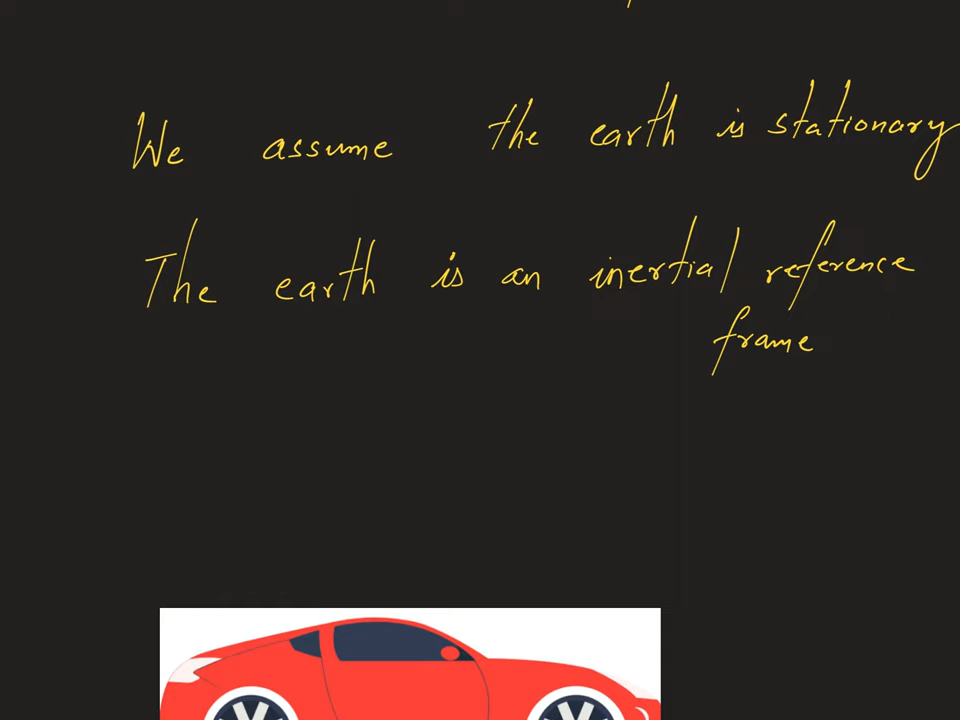 We assume the earth is stationary
The earth is an inertial reference
frame